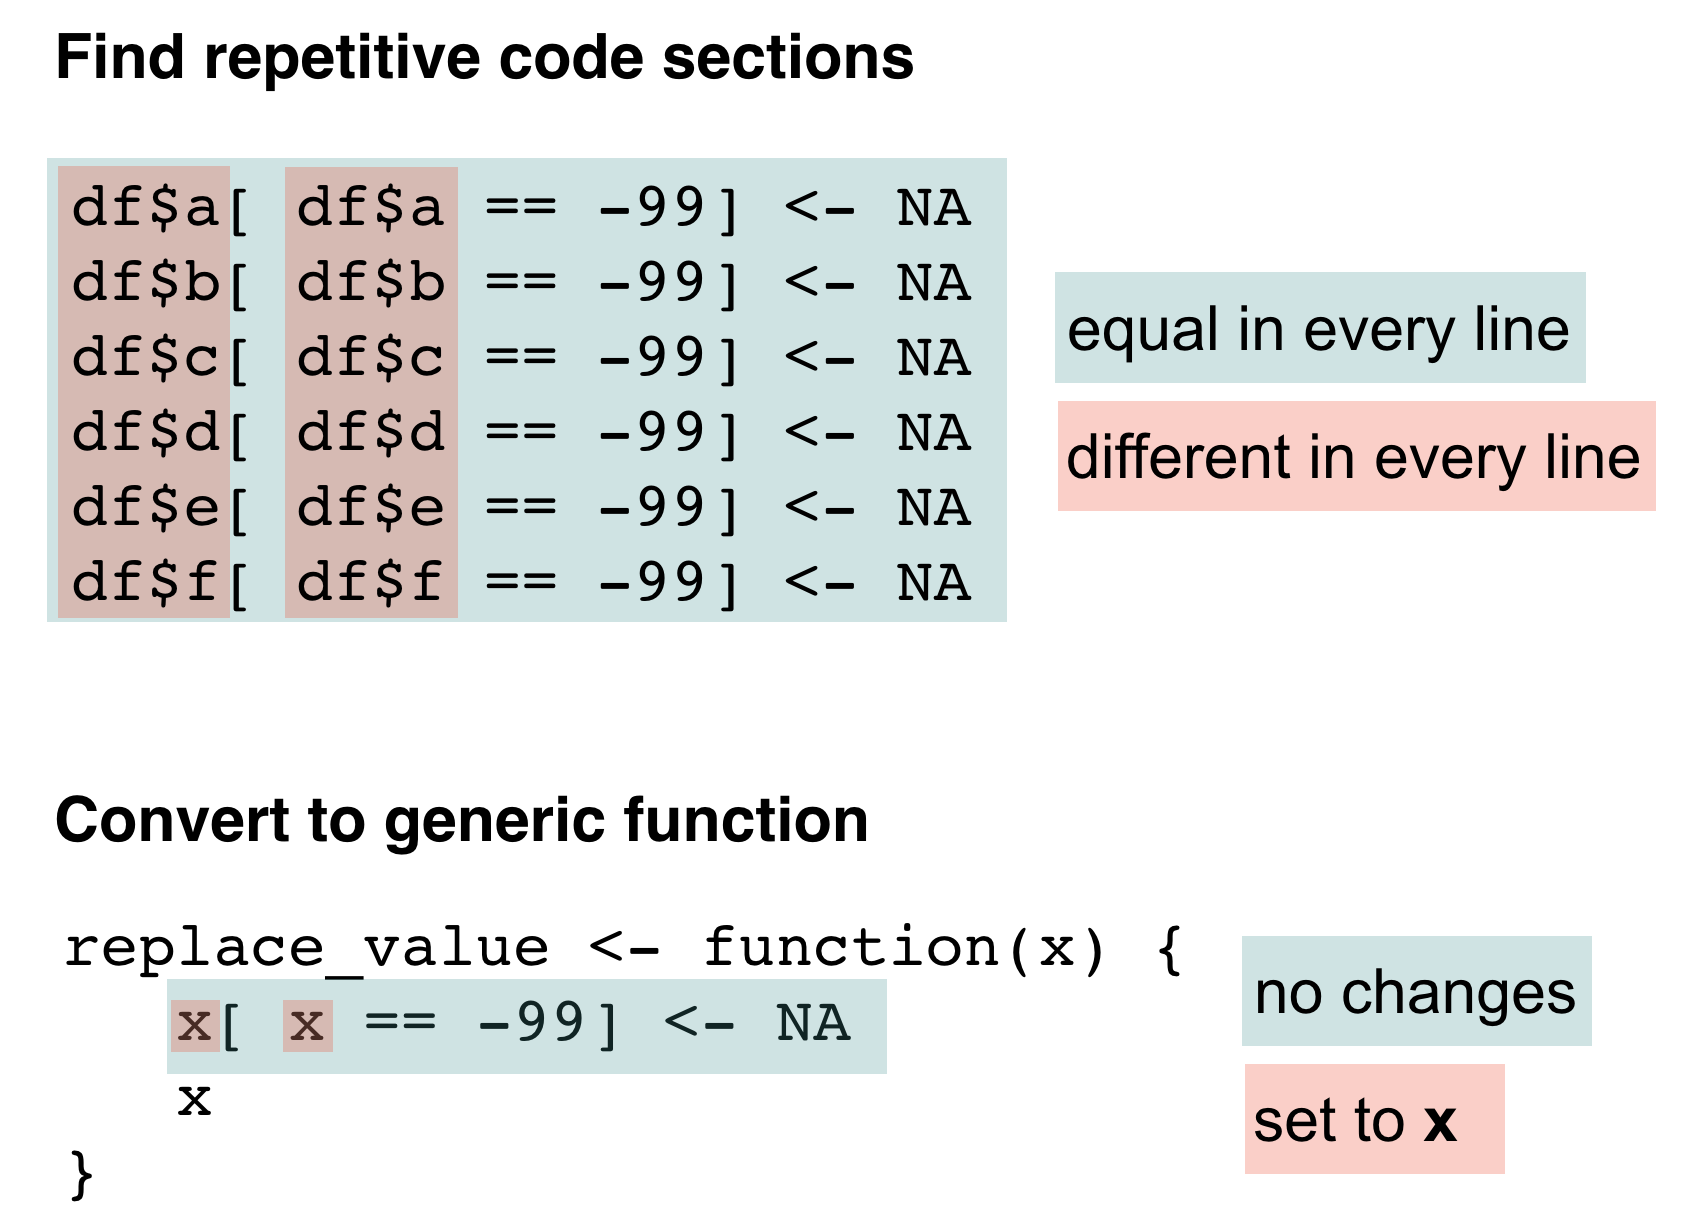 Find repetitive code sections
df$a[ df$a == -99] <- NA
df$b[ df$b == -99] <- NA
df$c[ df$c == -99] <- NA
df$d[ df$d == -99] <- NA
df$e[ df$e == -99] <- NA
df$f[ df$f == -99] <- NA
equal in every line
different in every line
Convert to generic function
replace_value <- function(x) {
x[ x == -99] <- NA
x
}
no changes
set to x